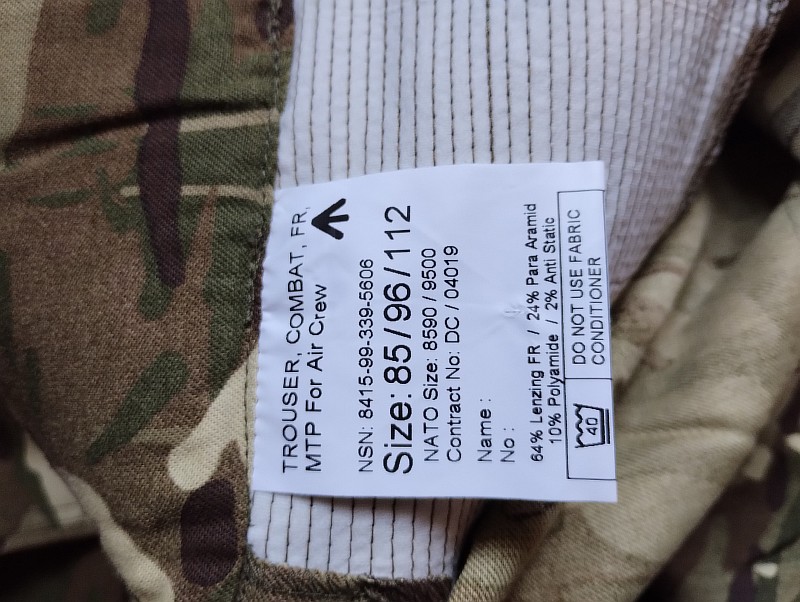 TROUSER, COMBAT, FR,
MTP For Air Crew
NSN: 8415-99-339-5606
Size: 85/96/112
NATO Size: 8590 / 9500
Contract No: DC / 04019
Name :
No :
64% Lenzing FR / 24% Para Aramid
10% Polyamide / 2% Anti Static
40
DO NOT USE FABRIC
CONDITIONER